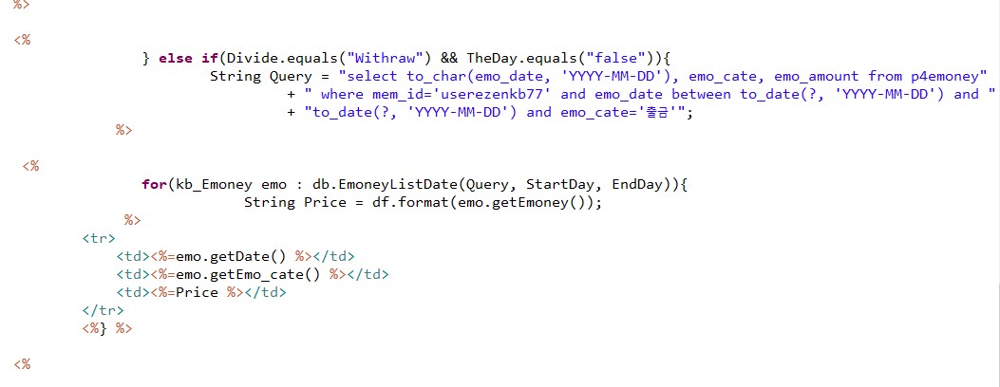 %>
<%
} else if(Divide.equals("Withraw") && TheDay.equals("false")){
String Query = "select to_char(emo_date, 'YYYY-MM-DD'), emo_cate, emo_amount from p4emoney"
+ " where mem_id='userezenkb77' and emo_date between to_date(?, 'YYYY-MM-DD') and "
+ "to_date(?, 'YYYY-MM-DD') and emo_cate='출금'";
%>
<%
for(kb_Emoney emo : db.EmoneyListDate(Query, StartDay, EndDay)){
String Price = df.format(emo.getEmoney());
%>
<tr>
<td><%=emo.getDate() %></td>
<td><%=emo.getEmo_cate() %></td>
<td><%=Price %></td>
</tr>
<%} %>
<%